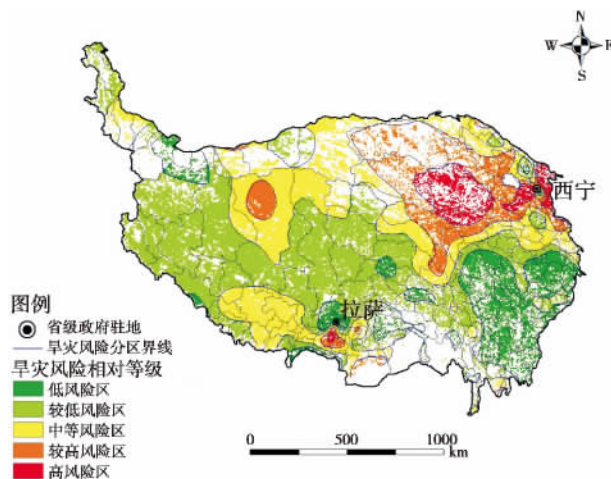 N
W
E
S
西宁
拉萨
图例
省级政府驻地
旱灾风险分区界线
旱灾风险相对等级
低风险区
较低风险区
中等风险区
较高风险区
高风险区
0 500 1000
km